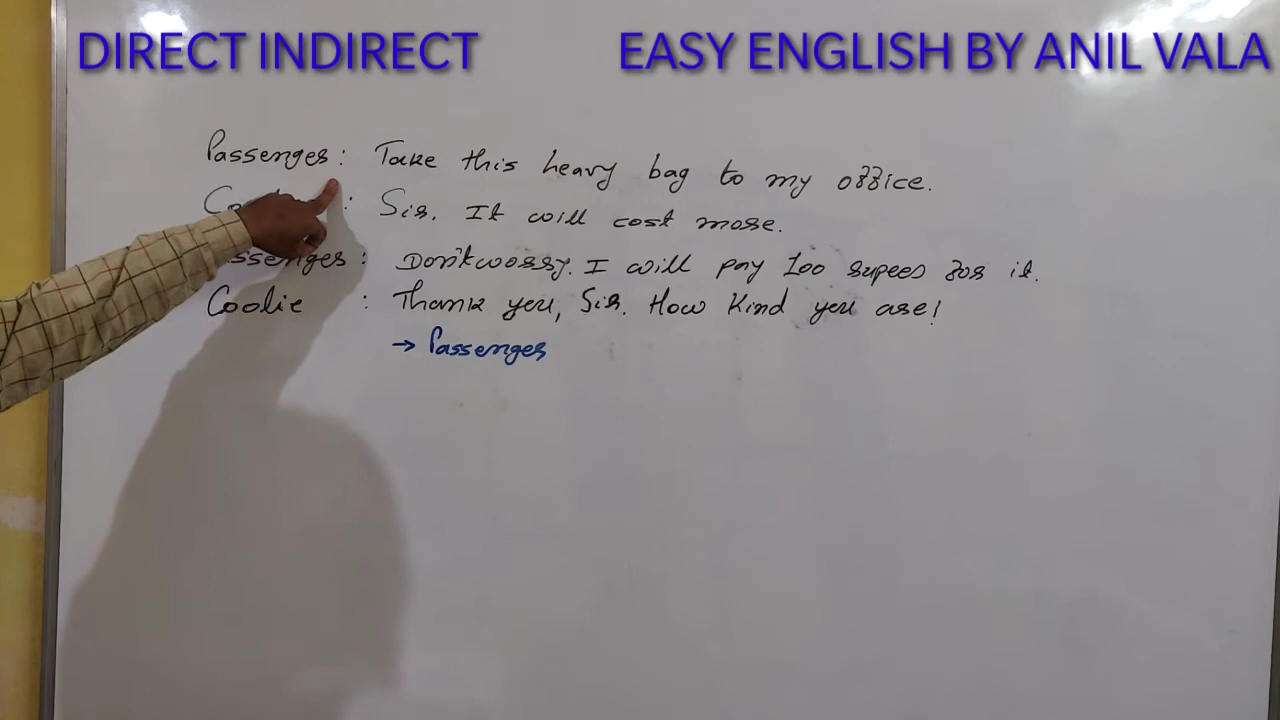 DIRECT INDIRECT EASY ENGLISH BY ANIL VALA
Passenger: Take this heavy bag to my office.
: Sir. It will cost more.
Passenger: Don't worry. I will pay 100 rupees for it.
Coolie : Thank you, Sir. How kind you are!
→ Passenger